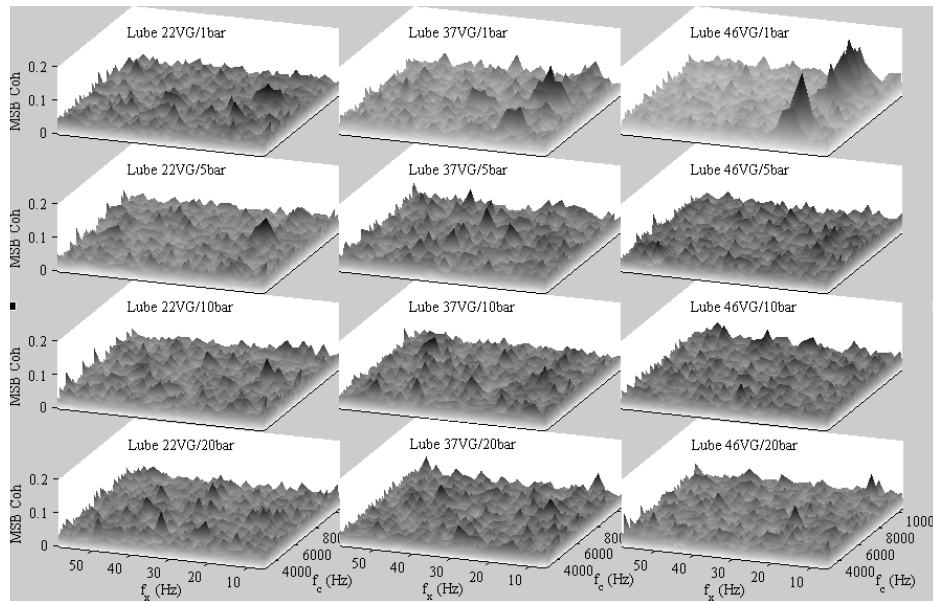 Lube 22VG/1bar
Lube 37VG/1bar
Lube 46VG/1bar
MSB Coh
0.2
0.1
0
Lube 22VG/5bar
Lube 37VG/5bar
Lube 46VG/5bar
MSB Coh
0.2
0.1
0
Lube 22VG/10bar
Lube 37VG/10bar
Lube 46VG/10bar
MSB Coh
0.2
0.1
0
Lube 22VG/20bar
Lube 37VG/20bar
Lube 46VG/20bar
MSB Coh
0.2
0.1
0
50 40 30 20 10
f_x (Hz)
4000 6000 800
f_c (Hz)
50 40 30 20 10
f_x (Hz)
4000 6000 800
f_c (Hz)
50 40 30 20 10
f_x (Hz)
4000 6000 8000 1000
f_c (Hz)